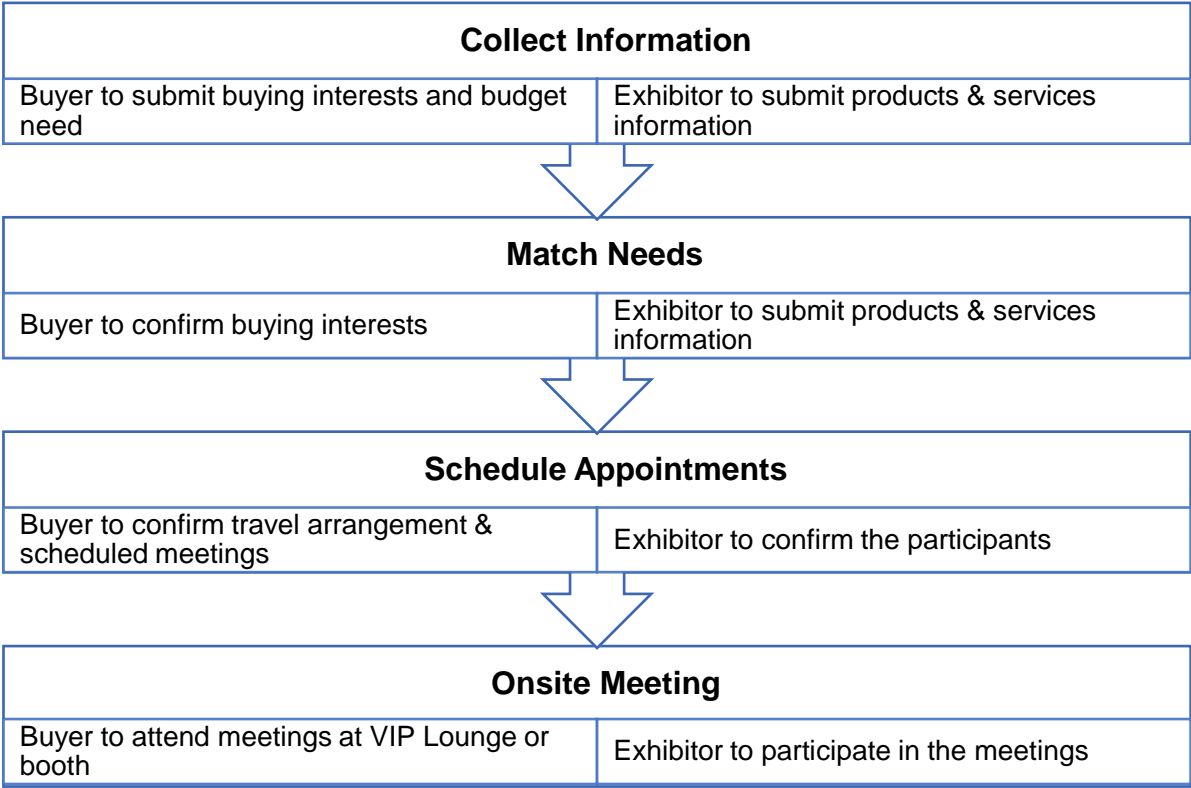 Collect Information
Buyer to submit buying interests and budget
need
Exhibitor to submit products & services
information
Match Needs
Buyer to confirm buying interests
Exhibitor to submit products & services
information
Schedule Appointments
Buyer to confirm travel arrangement &
scheduled meetings
Exhibitor to confirm the participants
Onsite Meeting
Buyer to attend meetings at VIP Lounge or
booth
Exhibitor to participate in the meetings